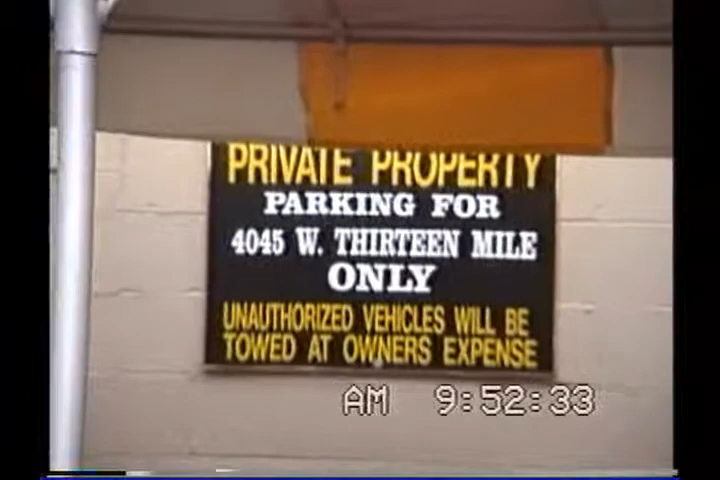 PRIVATE PROPERTY
PARKING FOR
4045 W. THIRTEEN MILE
ONLY
UNAUTHORIZED VEHICLES WILL BE
TOWED AT OWNERS EXPENSE
AM 9:52:33